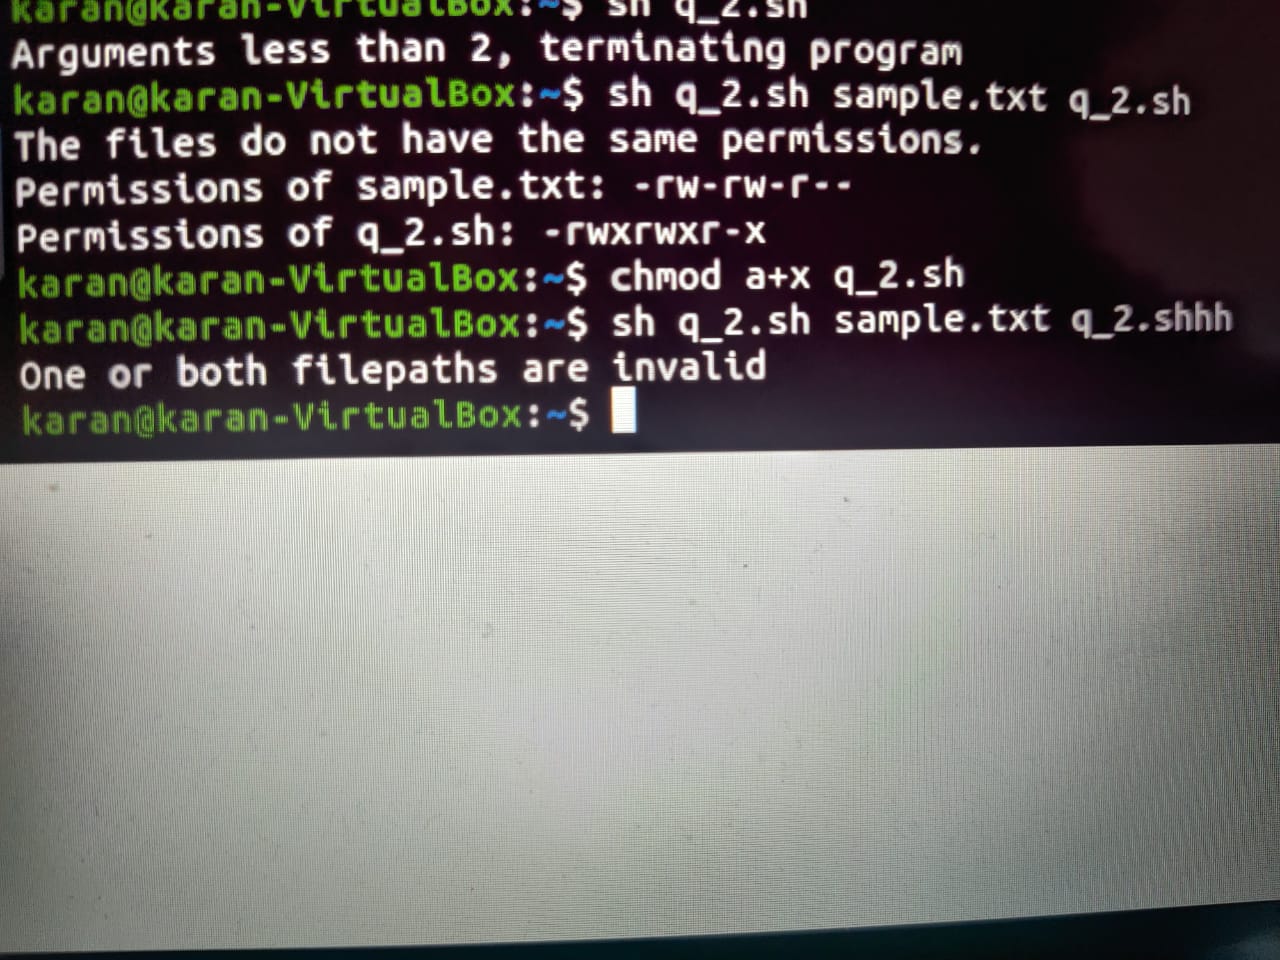 karan@karan-VirtualBox:~$ sh q_2.sh
Arguments less than 2, terminating program
karan@karan-VirtualBox:~$ sh q_2.sh sample.txt q_2.sh
The files do not have the same permissions.
Permissions of sample.txt: -rw-rw-r--
Permissions of q_2.sh: -rwxrwxr-x
karan@karan-VirtualBox:~$ chmod a+x q_2.sh
karan@karan-VirtualBox:~$ sh q_2.sh sample.txt q_2.shhh
One or both filepaths are invalid
karan@karan-VirtualBox:~$